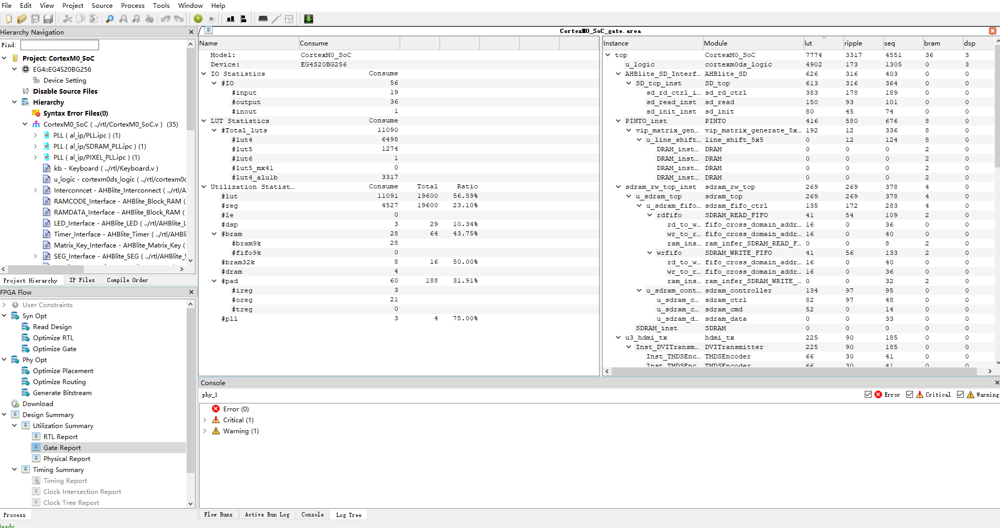 File Edit View Project Source Process Tools Window Help
Hierarchy Navigation
Find:
Project: CortexM0_SoC
EG4::EG4S20BG256
Device Setting
Disable Source Files
Hierarchy
Syntax Error Files(0)
CortexM0_SoC ( ../rtl/CortexM0_SoC.v ) (35)
PLL ( al_ip/PLL.ipc ) (1)
PLL ( al_ip/SDRAM_PLL.ipc ) (1)
PLL ( al_ip/PIXEL_PLL.ipc ) (1)
kb - Keyboard ( ../rtl/Keyboard.v )
u_logic - cortexm0ds_logic ( ../rtl/cortexm0d
Interconncet - AHBlite_Interconnect ( ../rtl/A
RAMCODE_Interface - AHBlite_Block_RAM (
RAMDATA_Interface - AHBlite_Block_RAM (
LED_Interface - AHBlite_LED ( ../rtl/AHBlite_L
Timer_Interface - AHBlite_Timer ( ../rtl/AHBli
Matrix_Key_Interface - AHBlite_Matrix_Key (
SEG_Interface - AHBlite_SEG ( ../rtl/AHBlite_S
Project Hierarchy IP Files Compile Order
FPGA Flow
User Constraints
Syn Opt
Read Design
Optimize RTL
Optimize Gate
Phy Opt
Optimize Placement
Optimize Routing
Generate Bitstream
Download
Design Summary
Utilization Summary
RTL Report
Gate Report
Physical Report
Timing Summary
Timing Report
Clock Intersection Report
Clock Tree Report
Process
Ready
CortexM0_SoC_gate.area
Name Consume
Model: CortexM0_SoC
Device: EG4S20BG256
IO Statistics Consume
#IO 56
#input 19
#output 36
#inout 1
LUT Statistics Consume
#Total_luts 11090
#lut4 6498
#lut5 1274
#lut6 1
#lut5_mx41 0
#lut4_alu1b 3317
Utilization Statist... Consume Total Ratio
#lut 11091 19600 56.59%
#reg 4527 19600 23.10%
#le 0
#dsp 3 29 10.34%
#bram 28 64 43.75%
#bram9k 28
#fifo9k 0
#bram32k 8 16 50.00%
#dram 4
#pad 60 188 31.91%
#ireg 3
#oreg 21
#treg 0
#pll 3 4 75.00%
Instance Module lut ripple seq bram dsp
top CortexM0_SoC 7774 3317 4551 36 3
u_logic cortexm0ds_logic 4902 173 1305 0 3
AHBlite_SD_Interf... AHBlite_SD 626 316 403 0 0
SD_top_inst SD_top 613 316 364 0 0
sd_rd_ctrl_i... sd_rd_ctrl 383 178 189 0 0
sd_read_inst sd_read 150 93 101 0 0
sd_init_inst sd_init 80 45 74 0 0
PINTO_inst PINTO 416 580 676 8 0
vip_matrix_gen... vip_matrix_generate_5x... 192 12 336 8 0
u_line_shift... line_shift_5x5 0 12 124 8 0
DRAM_inst... DRAM 0 0 0 2 0
DRAM_inst... DRAM 0 0 0 2 0
DRAM_inst... DRAM 0 0 0 2 0
DRAM_inst... DRAM 0 0 0 2 0
sdram_rw_top_inst sdram_rw_top 269 269 378 4 0
u_sdram_top sdram_top 269 269 378 4 0
u_sdram_fifo... sdram_fifo_ctrl 135 172 283 4 0
rdfifo SDRAM_READ_FIFO 41 54 109 2 0
rd_to_w... fifo_cross_domain_addr... 16 0 36 0 0
wr_to_r... fifo_cross_domain_addr... 16 0 40 0 0
ram_ins... ram_infer_SDRAM_READ_F... 0 0 8 2 0
wrfifo SDRAM_WRITE_FIFO 41 56 133 2 0
rd_to_w... fifo_cross_domain_addr... 16 0 40 0 0
wr_to_r... fifo_cross_domain_addr... 16 0 36 0 0
ram_ins... ram_infer_SDRAM_WRITE_... 0 0 32 2 0
u_sdram_cont... sdram_controller 134 97 95 0 0
u_sdram_c... sdram_ctrl 82 97 48 0 0
u_sdram_c... sdram_cmd 52 0 14 0 0
u_sdram_d... sdram_data 0 0 33 0 0
SDRAM_inst SDRAM 0 0 0 0 0
u3_hdmi_tx hdmi_tx 225 90 185 0 0
Inst_DVITransm... DVITransmitter 225 90 185 0 0
Inst_TMDSEnc... TMDSEncoder 66 30 41 0 0
Inst_TMDSEnc... TMDSEncoder 66 30 41 0 0
Console
phy_1 Error Critical Warning
Error (0)
Critical (1)
Warning (1)
Flow Runs Active Run Log Console Log Tree